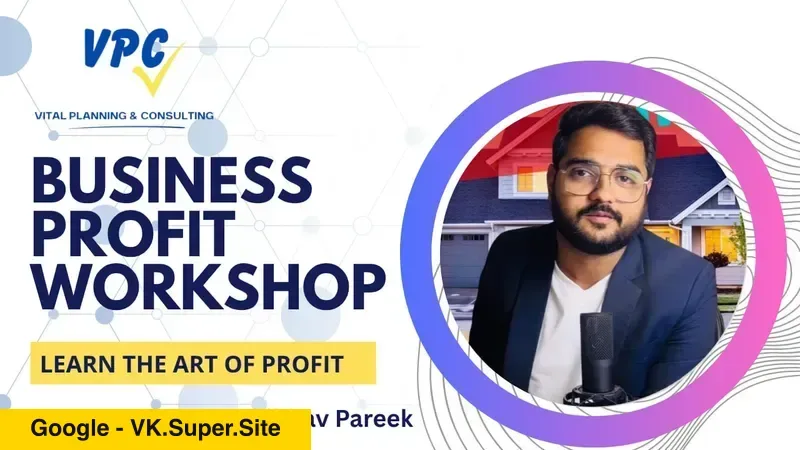 VPC
VITAL PLANNING & CONSULTING
BUSINESS
PROFIT
WORKSHOP
LEARN THE ART OF PROFIT
Pareek
Google - VK.Super.Site